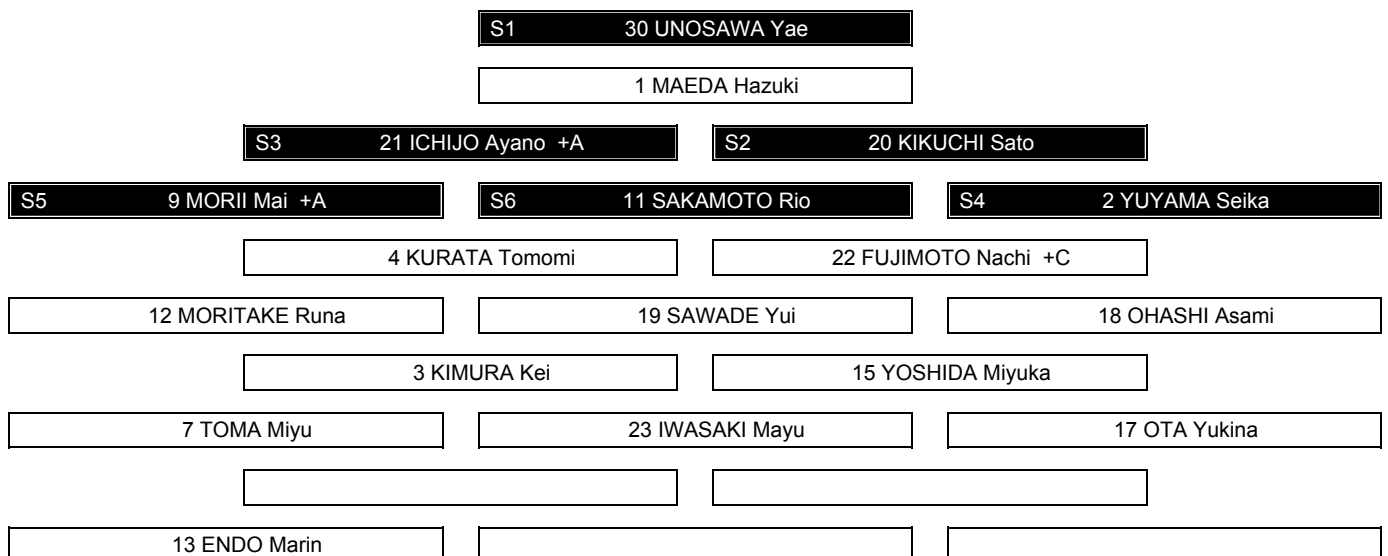 S1 30 UNOSAWA Yae
1 MAEDA Hazuki
S3 21 ICHIJO Ayano +A
S2 20 KIKUCHI Sato
S5 9 MORII Mai +A
S6 11 SAKAMOTO Rio
S4 2 YUYAMA Seika
4 KURATA Tomomi
22 FUJIMOTO Nachi +C
12 MORITAKE Runa
19 SAWADE Yui
18 OHASHI Asami
3 KIMURA Kei
15 YOSHIDA Miyuka
7 TOMA Miyu
23 IWASAKI Mayu
17 OTA Yukina
13 ENDO Marin